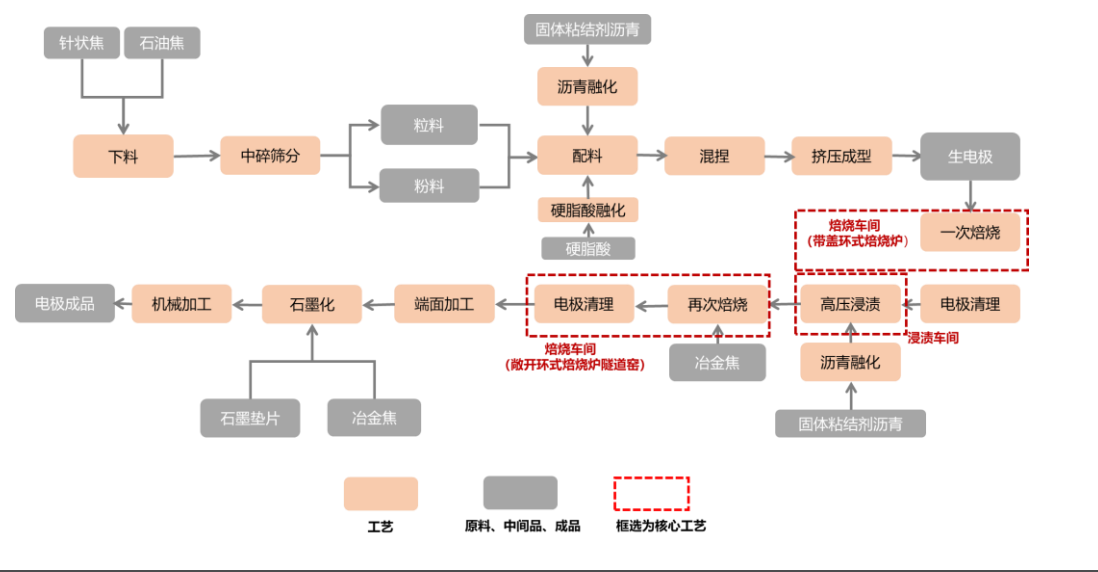 固体粘结剂沥青
针状焦
石油焦
沥青融化
粒料
下料
中碎筛分
配料
混捏
挤压成型
生电极
粉料
硬脂酸融化
硬脂酸
焙烧车间
（带盖环式焙烧炉）
一次焙烧
电极成品
机械加工
石墨化
端面加工
电极清理
再次焙烧
高压浸渍
电极清理
浸渍车间
焙烧车间
（敞开环式焙烧炉隧道窑）
冶金焦
沥青融化
石墨垫片
冶金焦
固体粘结剂沥青
工艺
原料、中间品、成品
框选为核心工艺